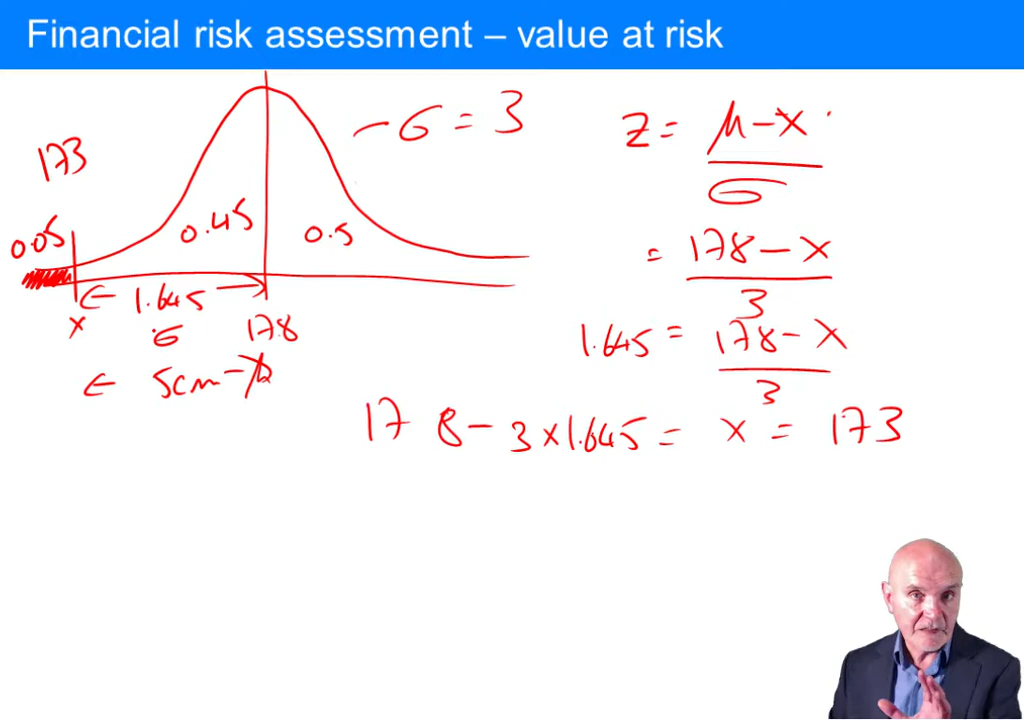 Financial risk assessment – value at risk
173
σ = 3
0.05
0.45
0.5
← 1.645 →
x
σ
178
← 5cm
z = μ - x
σ
= 178 - x
3
1.645 = 178 - x
3
178 - 3 × 1.645 = x = 173